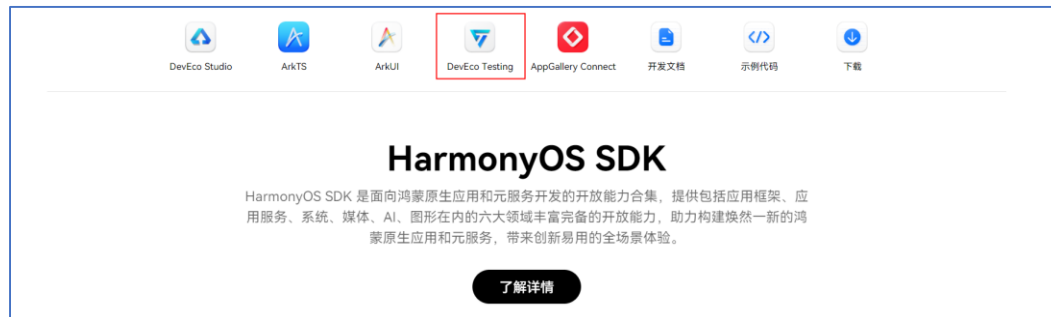 DevEco Studio
ArkTS
ArkUI
DevEco Testing
AppGallery Connect
开发文档
示例代码
下载
HarmonyOS SDK
HarmonyOS SDK 是面向鸿蒙原生应用和元服务开发的开放能力合集，提供包括应用框架、应
用服务、系统、媒体、AI、图形在内的六大领域丰富完备的开放能力，助力构建焕然一新的鸿
蒙原生应用和元服务，带来创新易用的全场景体验。
了解详情